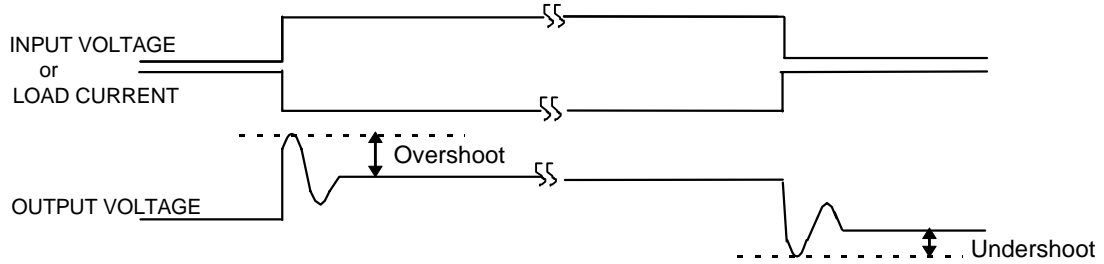 INPUT VOLTAGE
or
LOAD CURRENT
Overshoot
OUTPUT VOLTAGE
Undershoot